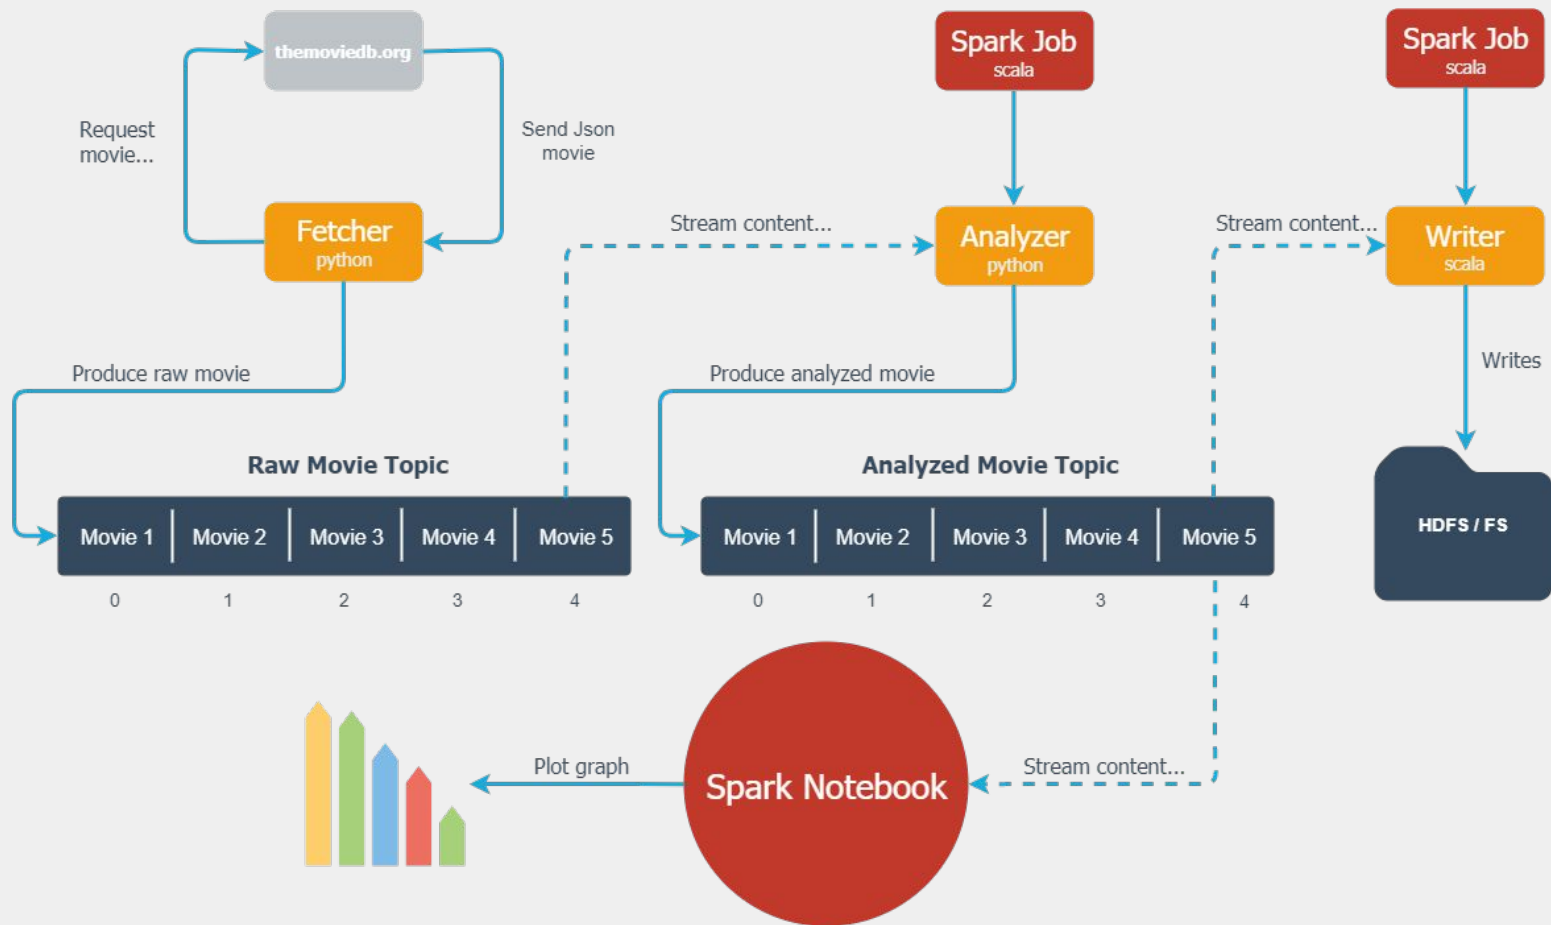 themoviedb.org
Spark Job
scala
Spark Job
scala
Request
movie...
Send Json
movie
Fetcher
python
Stream content...
Analyzer
python
Stream content...
Writer
scala
Produce raw movie
Produce analyzed movie
Writes
Raw Movie Topic
Analyzed Movie Topic
Movie 1
Movie 2
Movie 3
Movie 4
Movie 5
Movie 1
Movie 2
Movie 3
Movie 4
Movie 5
HDFS / FS
0
1
2
3
4
0
1
2
3
4
Plot graph
Spark Notebook
Stream content...